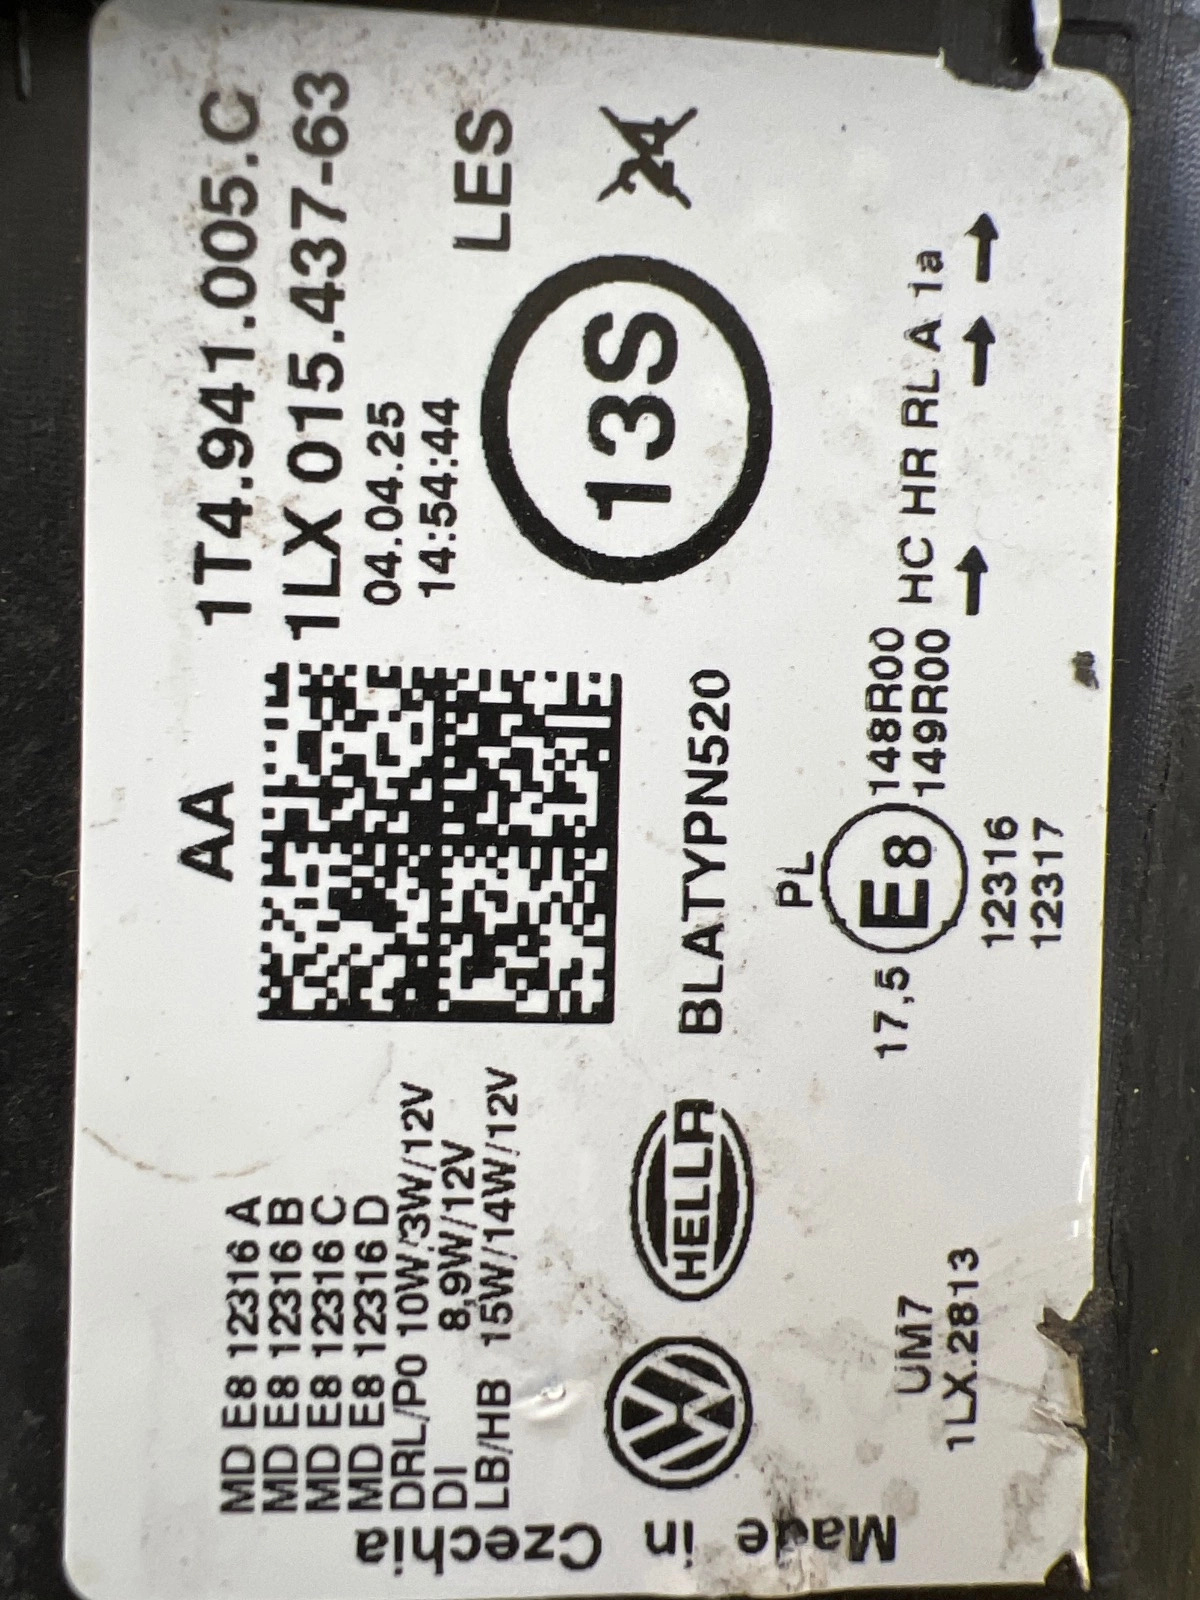 AA
1T4.941.005.C
1LX 015.437-63
04.04.25
14:54:44
LES
13S
24
MD E8 12316 A
MD E8 12316 B
MD E8 12316 C
MD E8 12316 D
DRL/P0 10W/3W/12V
DI 8,9W/12V
LB/HB 15W/14W/12V
HELLA
BLATYPN520
PL
17,5 E8 148R00
149R00 HC HR RL A 1a
12316
12317
UM7
1LX.2813
Made in Czechia